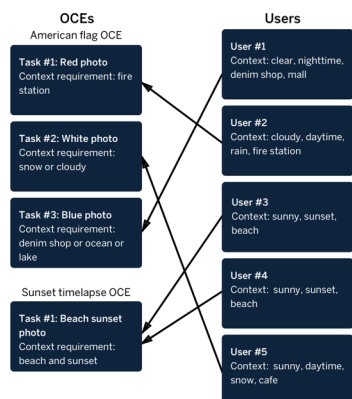 OCEs
American flag OCE
Task #1: Red photo
Context requirement: fire
station
Task #2: White photo
Context requirement:
snow or cloudy
Task #3: Blue photo
Context requirement:
denim shop or ocean or
lake
Sunset timelapse OCE
Task #1: Beach sunset
photo
Context requirement:
beach and sunset
Users
User #1
Context: clear, nighttime,
denim shop, mall
User #2
Context: cloudy, daytime,
rain, fire station
User #3
Context: sunny, sunset,
beach
User #4
Context: sunny, sunset,
beach
User #5
Context: sunny, daytime,
snow, cafe